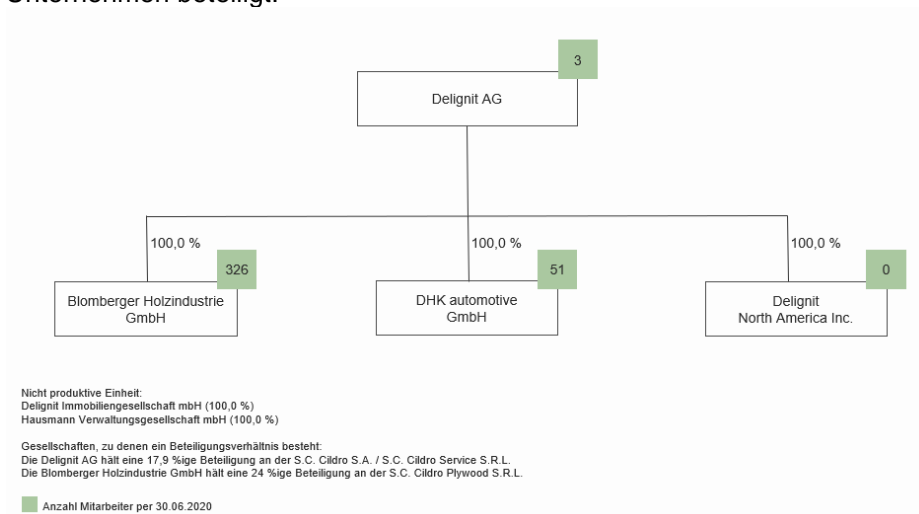 Unternehmen beteiligt.
3
Delignit AG
100,0 %
100,0 %
100,0 %
326
51
0
Blomberger Holzindustrie
GmbH
DHK automotive
GmbH
Delignit
North America Inc.
Nicht produktive Einheit:
Delignit Immobiliengesellschaft mbH (100,0 %)
Hausmann Verwaltungsgesellschaft mbH (100,0 %)
Gesellschaften, zu denen ein Beteiligungsverhältnis besteht:
Die Delignit AG hält eine 17,9 %ige Beteiligung an der S.C. Cildro S.A. / S.C. Cildro Service S.R.L.
Die Blomberger Holzindustrie GmbH hält eine 24 %ige Beteiligung an der S.C. Cildro Plywood S.R.L.
Anzahl Mitarbeiter per 30.06.2020